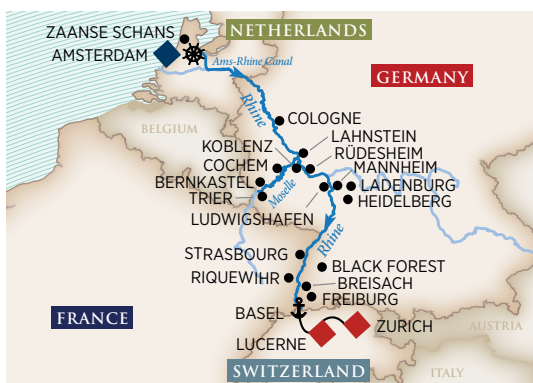 ZAANSE SCHANS
NETHERLANDS
AMSTERDAM
Ams-Rhine Canal
GERMANY
Rhine
COLOGNE
BELGIUM
LAHNSTEIN
KOBLENZ
RÜDESHEIM
COCHEM
MANNHEIM
BERNKASTEL
LADENBURG
TRIER
Moselle
HEIDELBERG
LUDWIGSHAFEN
Rhine
STRASBOURG
BLACK FOREST
RIQUEWIHR
BREISACH
FREIBURG
BASEL
FRANCE
ZURICH
AUSTRIA
LUCERNE
SWITZERLAND
ITALY